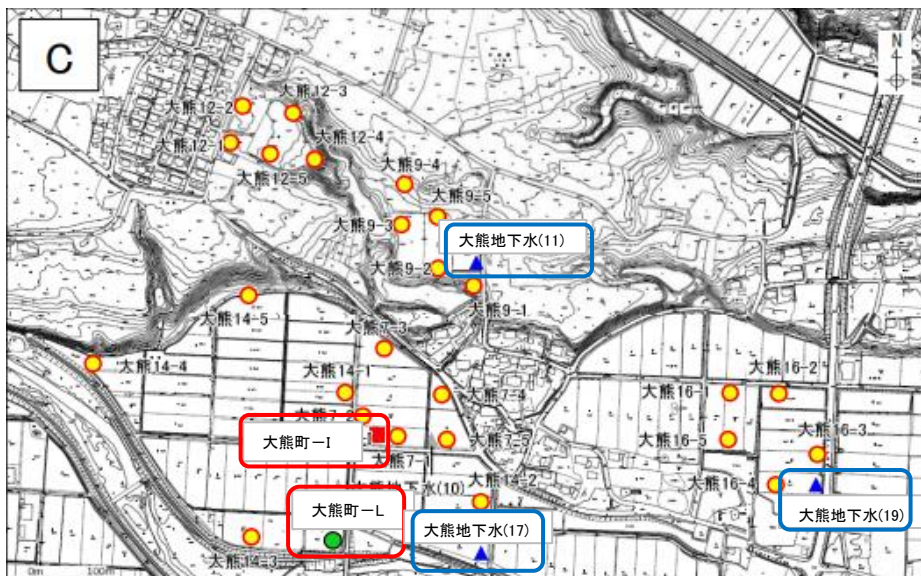 C
N
大熊12-2
大熊12-3
大熊12-1
大熊12-4
大熊12-5
大熊9-4
大熊9-5
大熊9-3
大熊地下水(11)
大熊9-2
大熊9-1
大熊14-5
大熊7-3
大熊14-4
大熊14-1
大熊7-4
大熊16-1
大熊16-2
大熊7-2
大熊町－I
大熊7-5
大熊16-5
大熊16-3
大熊7-1
大熊地下水(10)
大熊14-2
大熊16-4
大熊町－L
大熊地下水(17)
大熊地下水(19)
大熊14-3
0m 100m